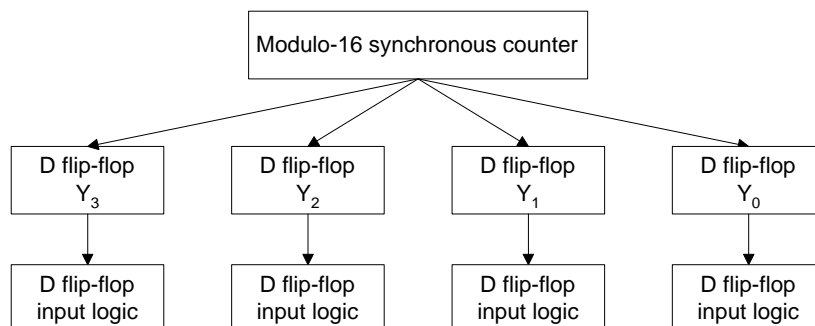 Modulo-16 synchronous counter
D flip-flop
Y3
D flip-flop
Y2
D flip-flop
Y1
D flip-flop
Y0
D flip-flop
input logic
D flip-flop
input logic
D flip-flop
input logic
D flip-flop
input logic